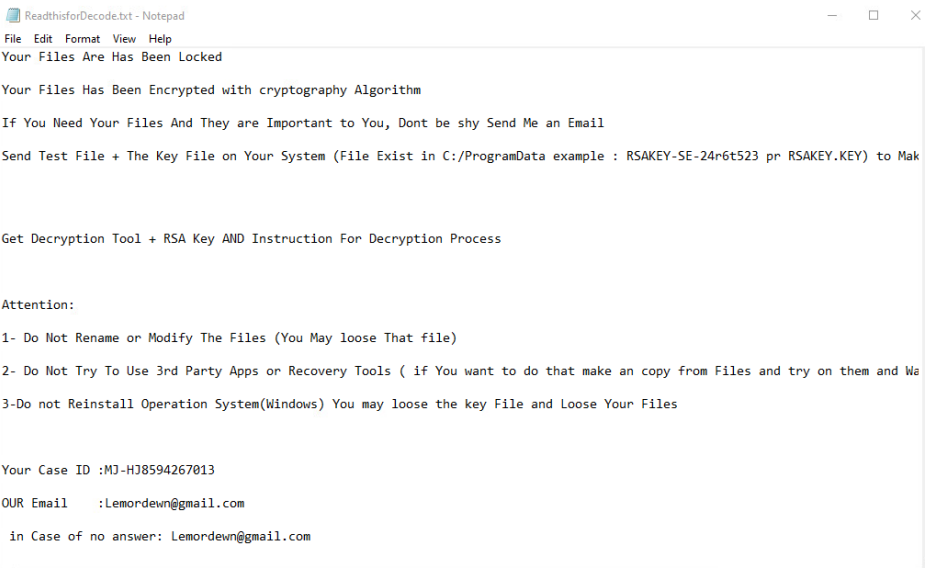 ReadthisforDecode.txt - Notepad
File Edit Format View Help
Your Files Are Has Been Locked
Your Files Has Been Encrypted with cryptography Algorithm
If You Need Your Files And They are Important to You, Dont be shy Send Me an Email
Send Test File + The Key File on Your System (File Exist in C:/ProgramData example : RSAKEY-SE-24r6t523 pr RSAKEY.KEY) to Mak
Get Decryption Tool + RSA Key AND Instruction For Decryption Process
Attention:
1- Do Not Rename or Modify The Files (You May loose That file)
2- Do Not Try To Use 3rd Party Apps or Recovery Tools ( if You want to do that make an copy from Files and try on them and Wa
3-Do not Reinstall Operation System(Windows) You may loose the key File and Loose Your Files
Your Case ID :MJ-HJ8594267013
OUR Email    :Lemordewn@gmail.com
in Case of no answer: Lemordewn@gmail.com